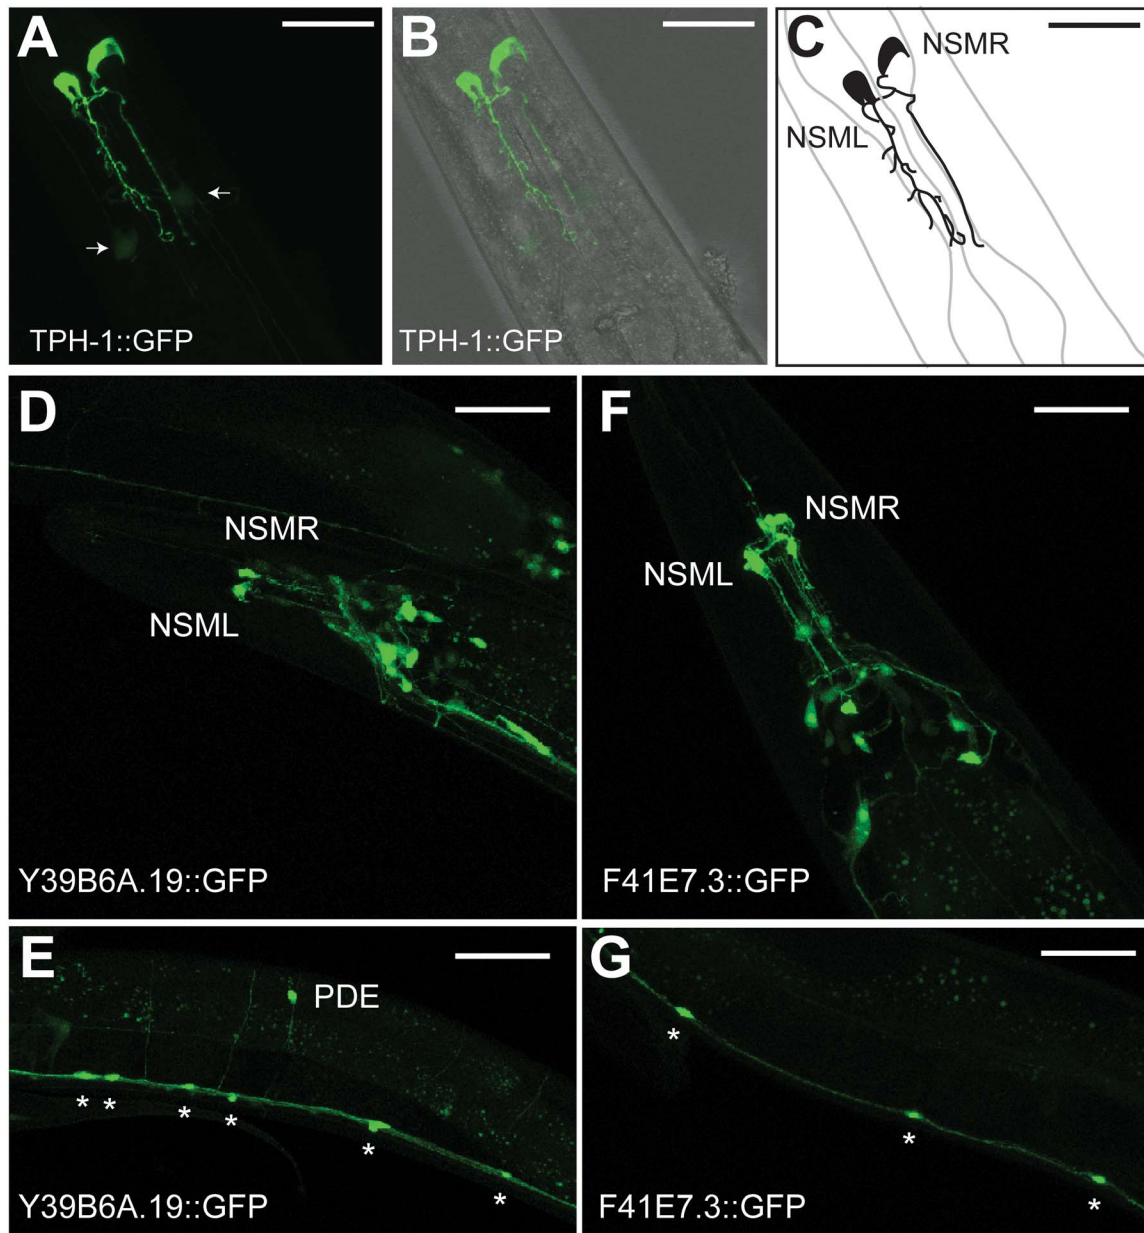 A
TPH-1::GFP
B
TPH-1::GFP
C
NSMR
NSML
D
NSMR
NSML
Y39B6A.19::GFP
F
NSMR
NSML
F41E7.3::GFP
E
PDE
* * * * * *
Y39B6A.19::GFP
G
* * *
F41E7.3::GFP